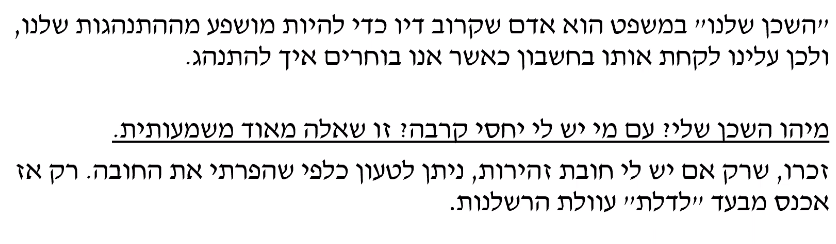 "השכן שלנו" במשפט הוא אדם שקרוב דיו כדי להיות מושפע מההתנהגות שלנו,
ולכן עלינו לקחת אותו בחשבון כאשר אנו בוחרים איך להתנהג.
מיהו השכן שלי? עם מי יש לי יחסי קרבה? זו שאלה מאוד משמעותית.
זכרו, שרק אם יש לי חובת זהירות, ניתן לטעון כלפי שהפרתי את החובה. רק אז
אכנס מבעד "לדלת" עוולת הרשלנות.